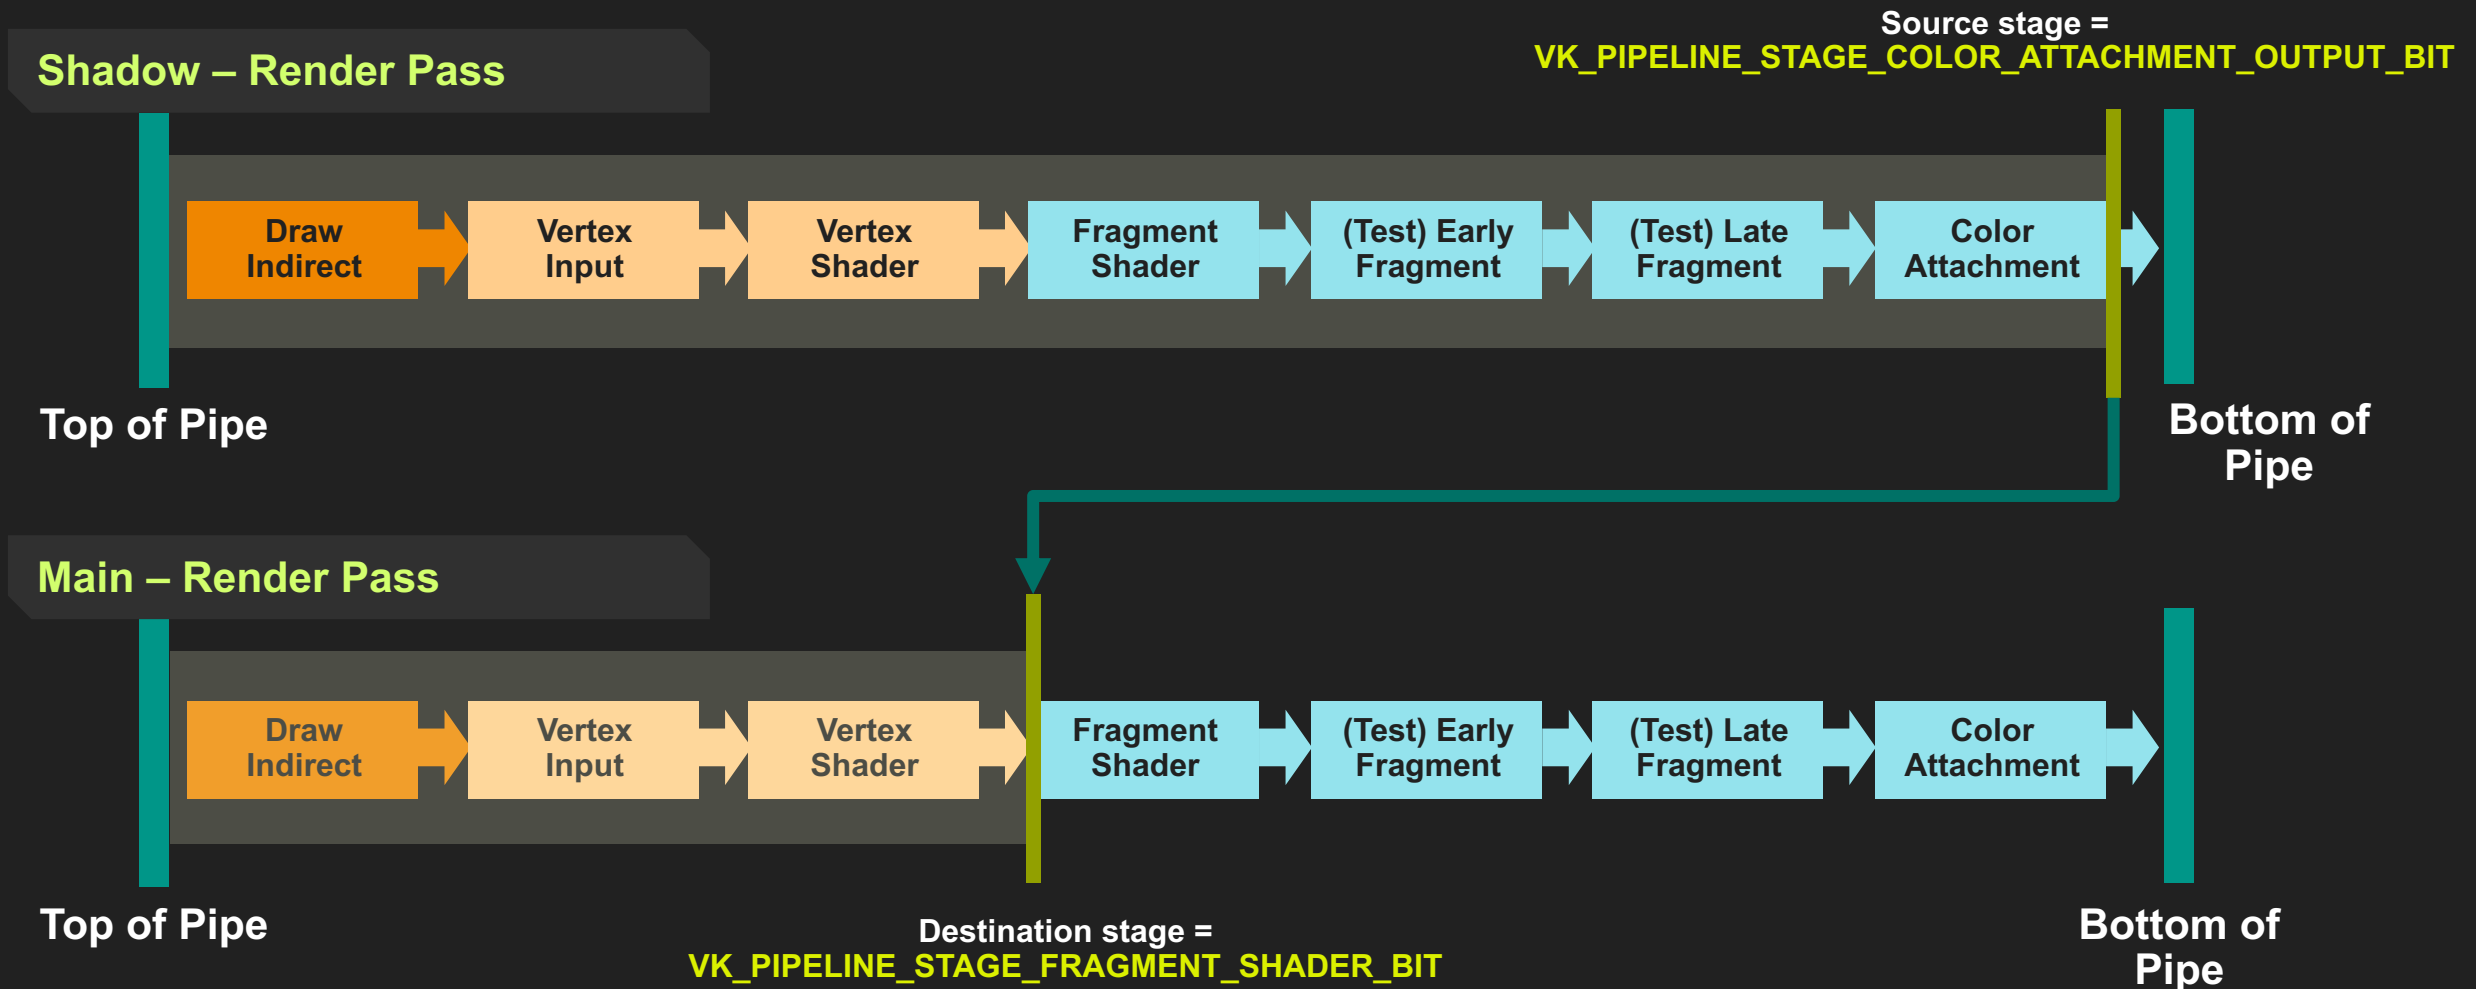 Source stage =
VK_PIPELINE_STAGE_COLOR_ATTACHMENT_OUTPUT_BIT
Shadow – Render Pass
Draw
Indirect
Vertex
Input
Vertex
Shader
Fragment
Shader
(Test) Early
Fragment
(Test) Late
Fragment
Color
Attachment
Top of Pipe
Bottom of
Pipe
Main – Render Pass
Draw
Indirect
Vertex
Input
Vertex
Shader
Fragment
Shader
(Test) Early
Fragment
(Test) Late
Fragment
Color
Attachment
Top of Pipe
Destination stage =
VK_PIPELINE_STAGE_FRAGMENT_SHADER_BIT
Bottom of
Pipe